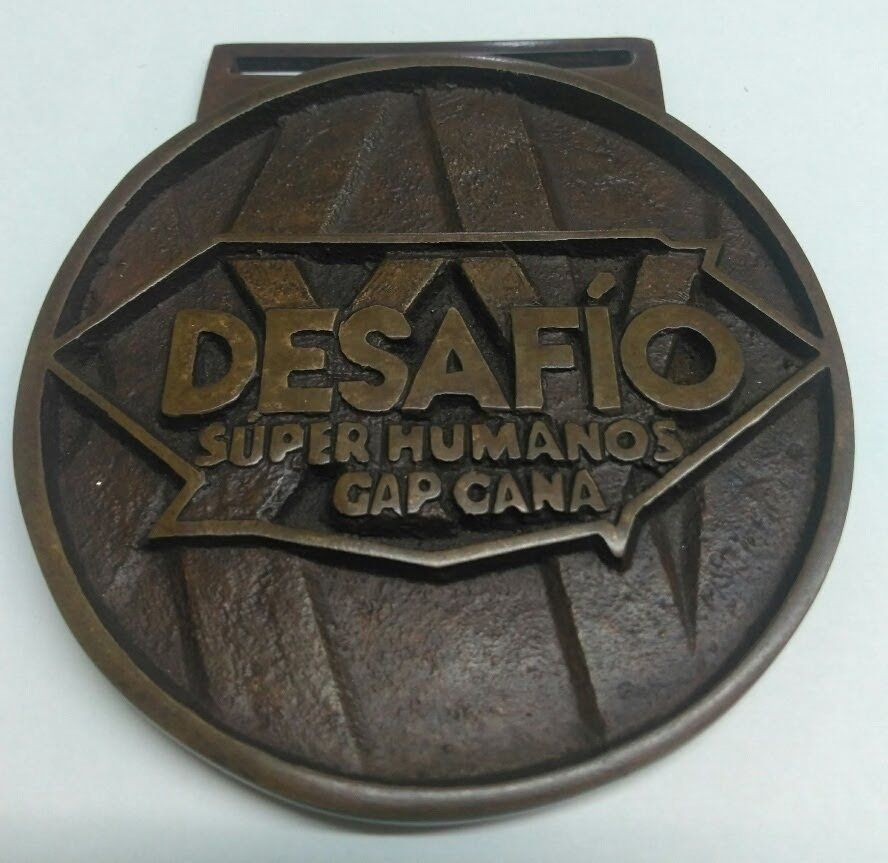 DESAFÍO
SUPER HUMANOS
GAP CANA